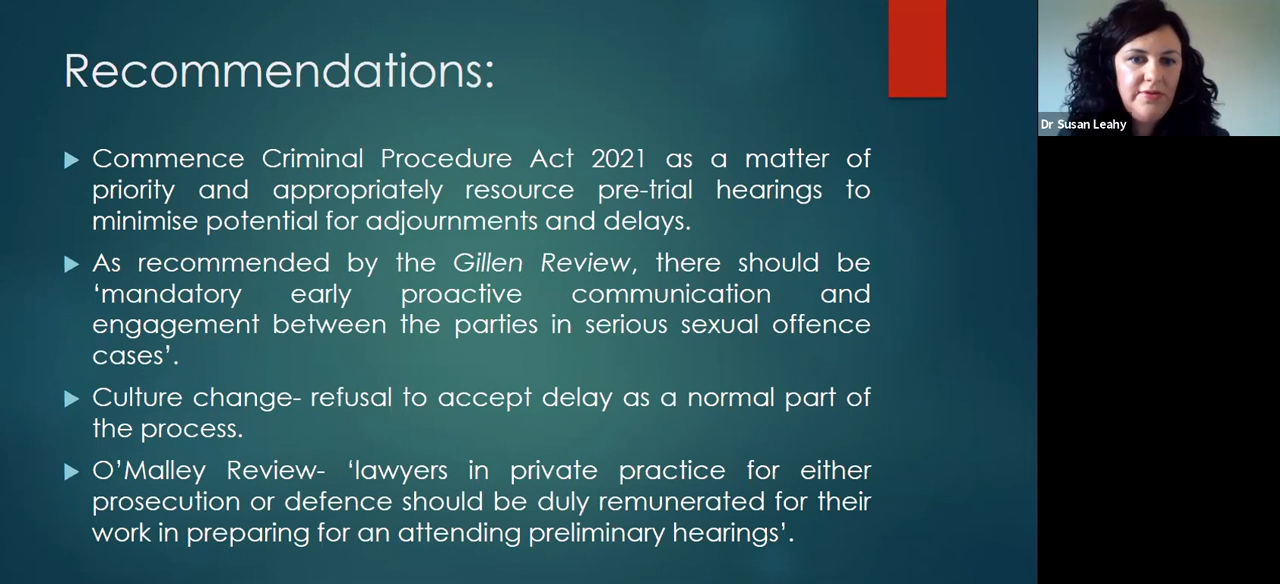 Recommendations:
Commence Criminal Procedure Act 2021 as a matter of
priority and appropriately resource pre-trial hearings to
minimise potential for adjournments and delays.
As recommended by the Gillen Review, there should be
‘mandatory early proactive communication and
engagement between the parties in serious sexual offence
cases’.
Culture change- refusal to accept delay as a normal part of
the process.
O’Malley Review- ‘lawyers in private practice for either
prosecution or defence should be duly remunerated for their
work in preparing for an attending preliminary hearings’.
Dr Susan Leahy